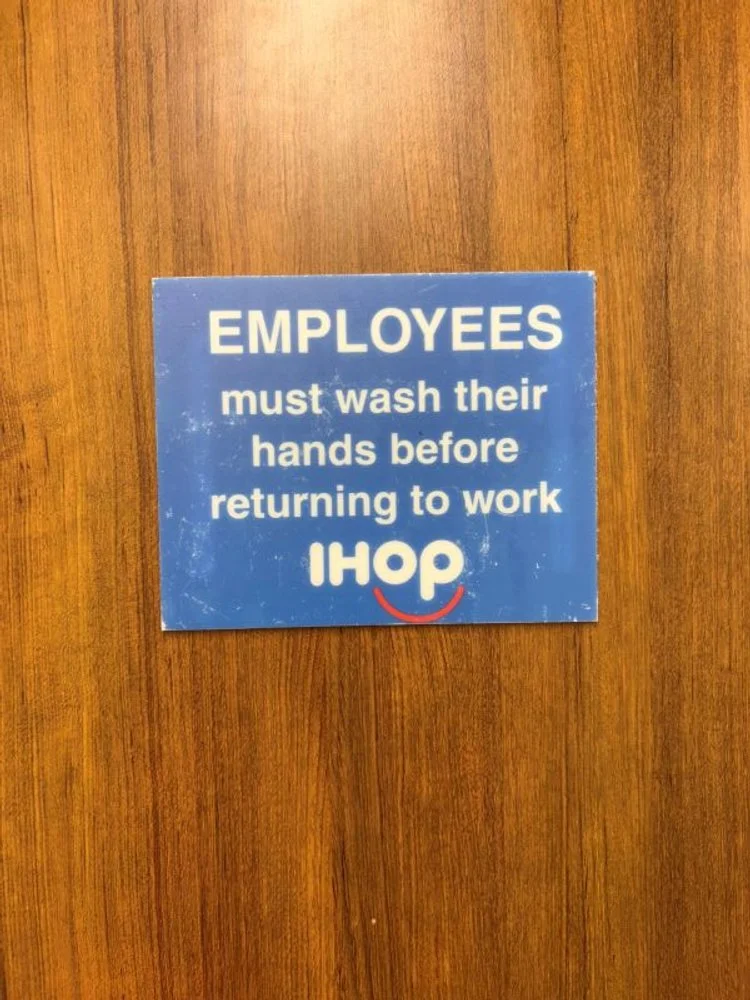 EMPLOYEES
must wash their
hands before
returning to work
IHOP